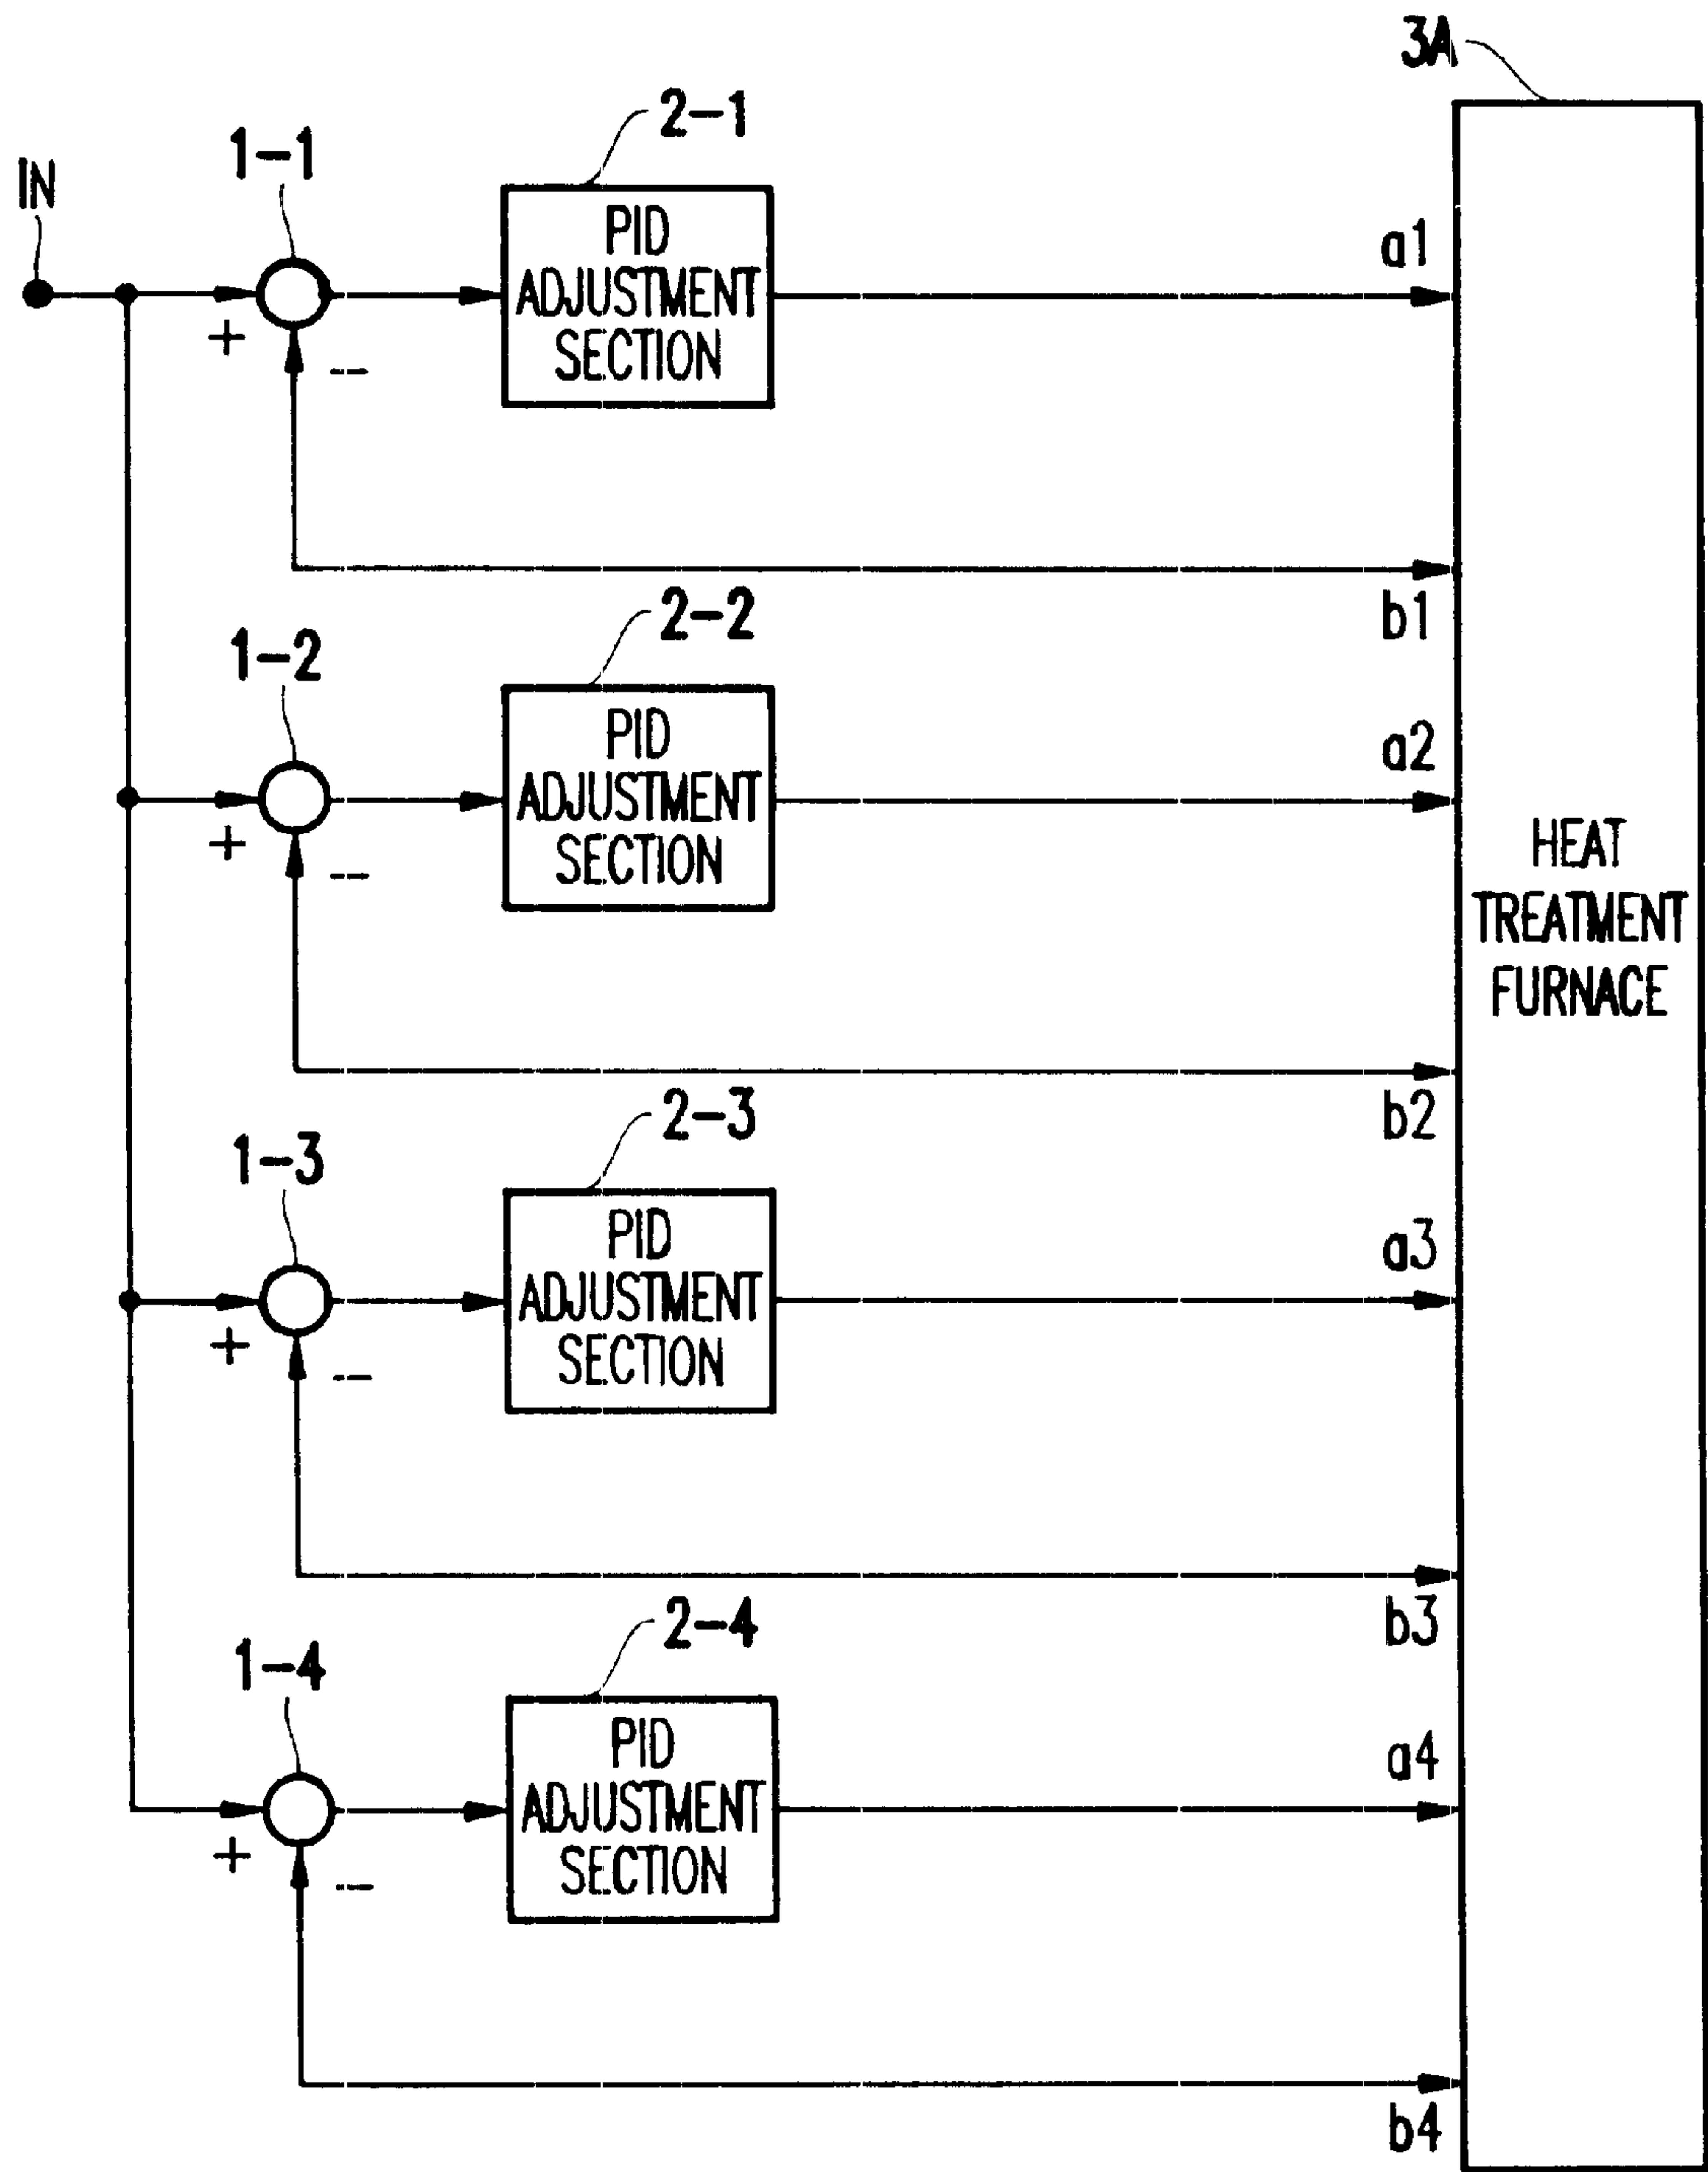 3A
IN
1-1
2-1
PID
ADJUSTMENT
SECTION
+
--
a1
b1
1-2
2-2
PID
ADJUSTMENT
SECTION
+
--
a2
b2
HEAT
TREATMENT
FURNACE
1-3
2-3
PID
ADJUSTMENT
SECTION
+
--
a3
b3
1-4
2-4
PID
ADJUSTMENT
SECTION
+
--
a4
b4